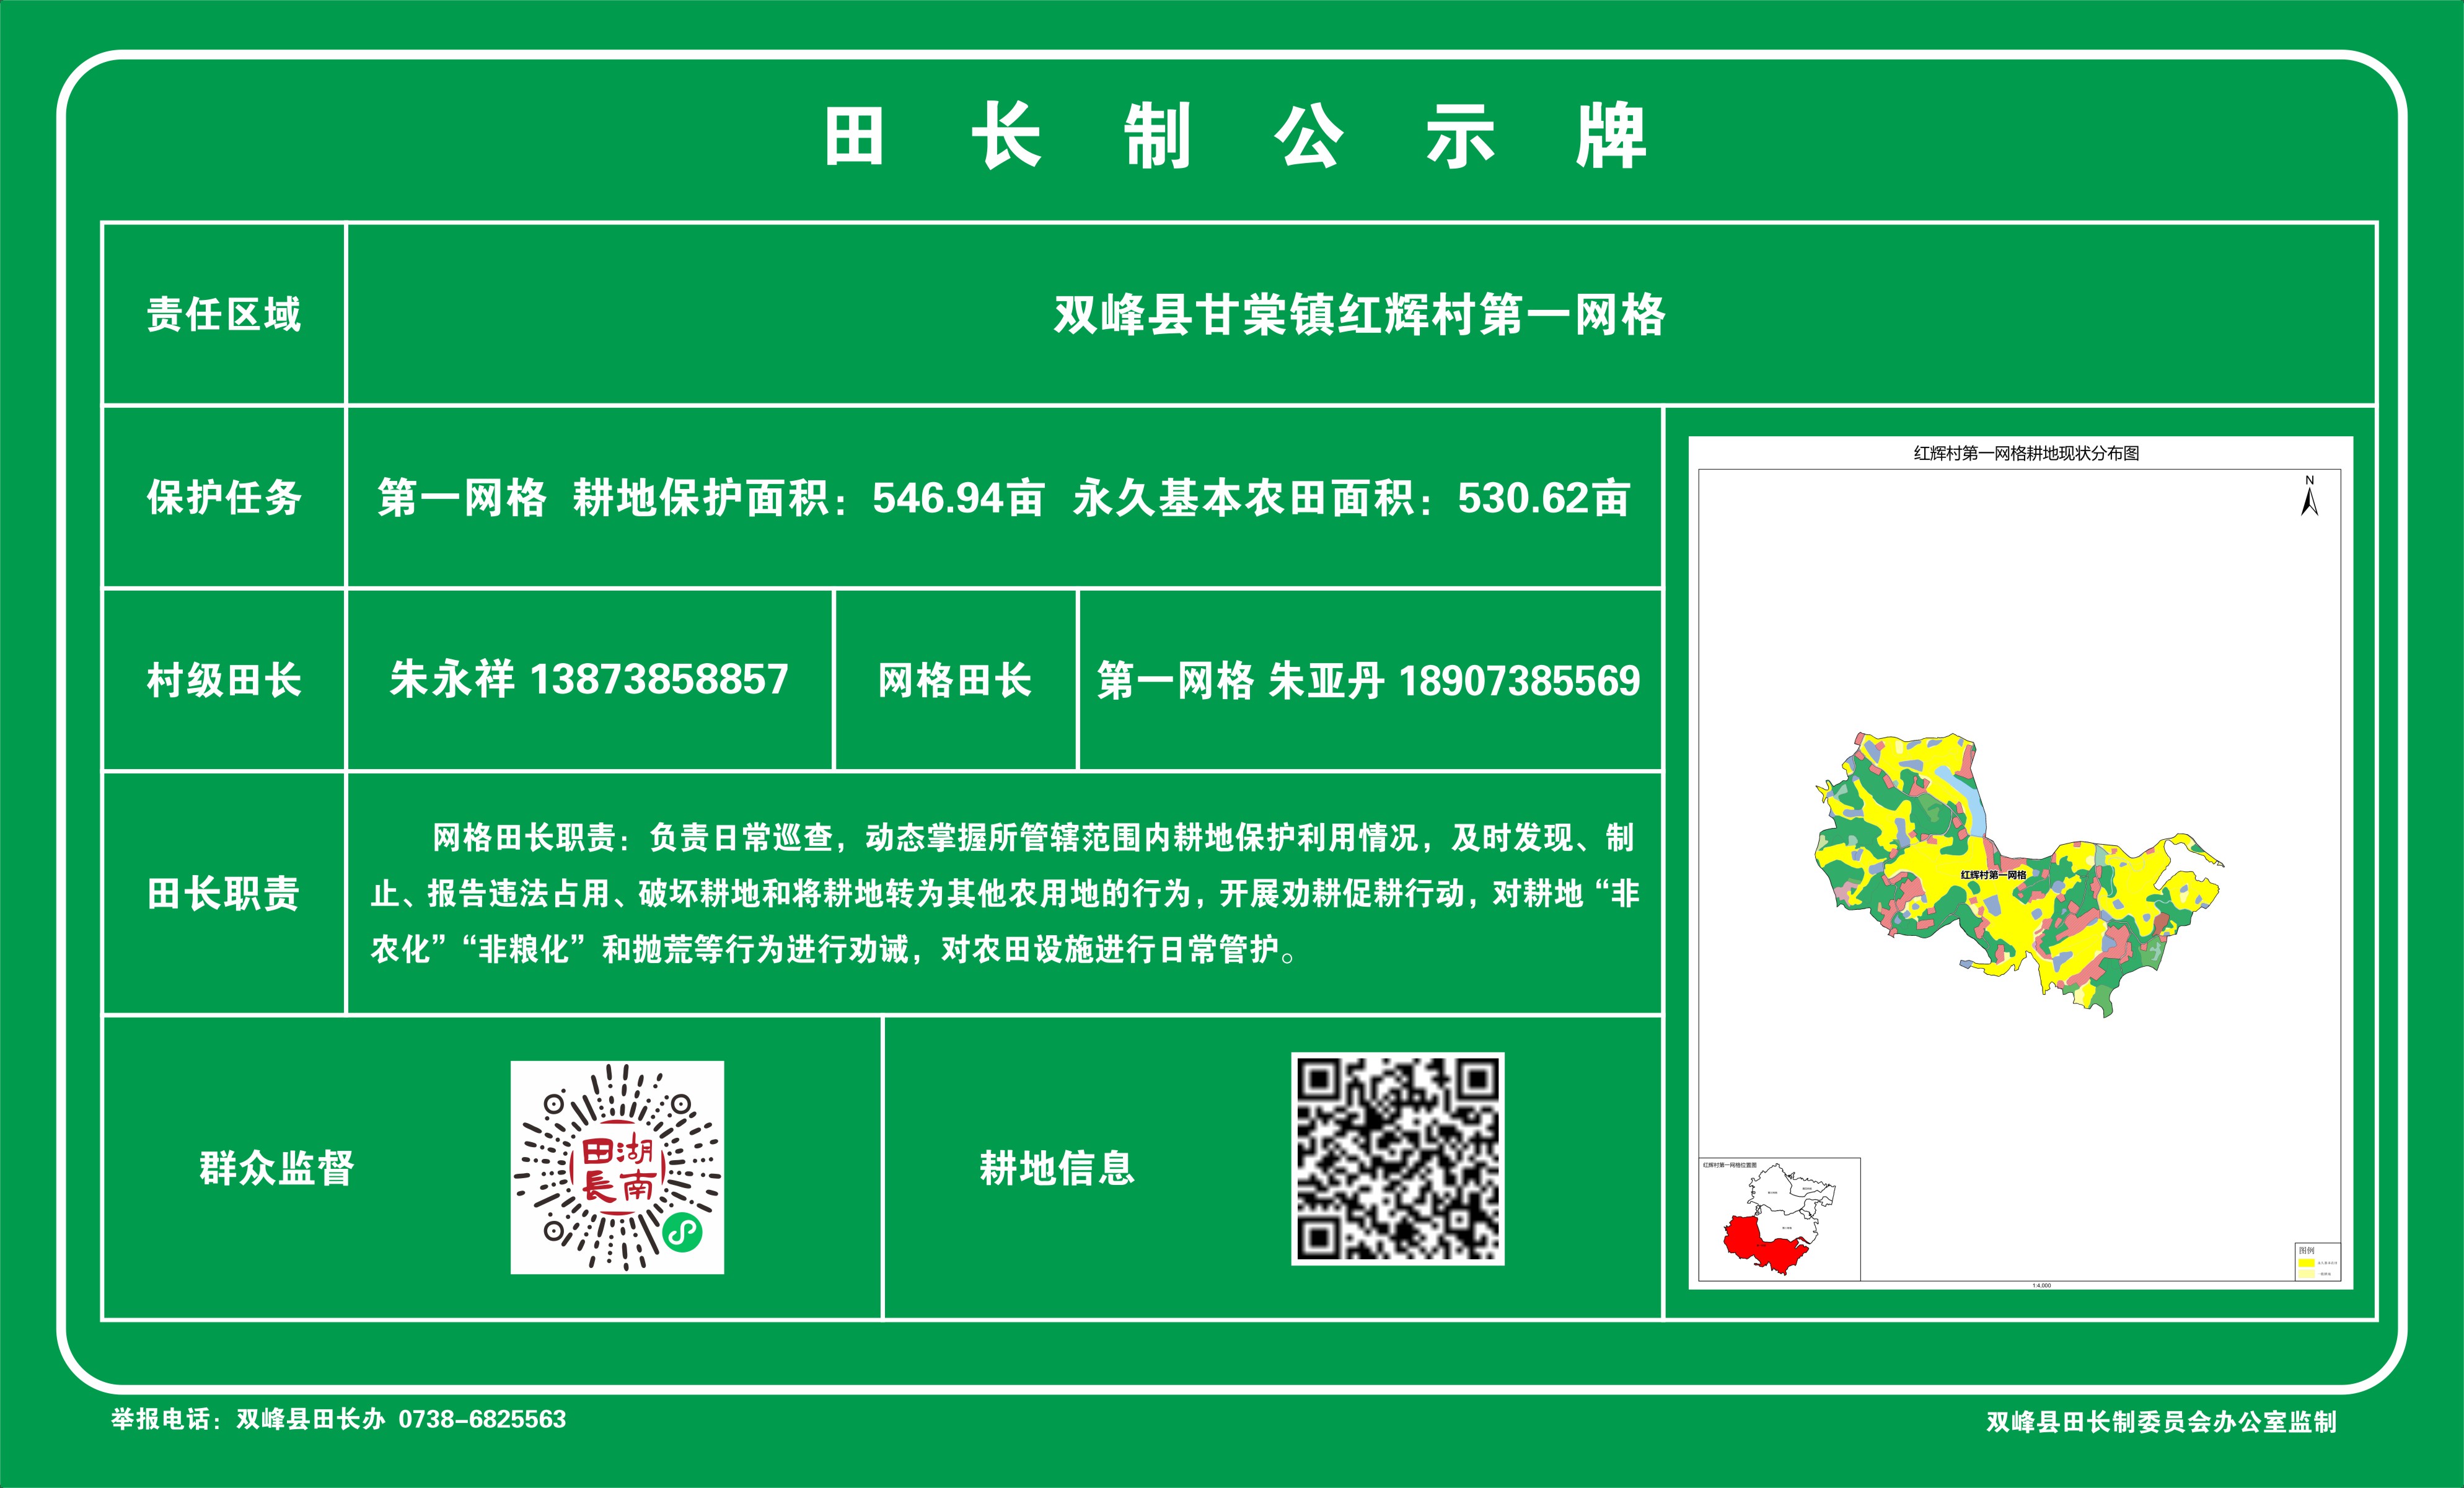 田长制公示牌
责任区域
双峰县甘棠镇红辉村第一网格
保护任务
第一网格 耕地保护面积：546.94亩 永久基本农田面积：530.62亩
村级田长
朱永祥 13873858857
网格田长
第一网格 朱亚丹 18907385569
田长职责
网格田长职责：负责日常巡查，动态掌握所管辖范围内耕地保护利用情况，及时发现、制
止、报告违法占用、破坏耕地和将耕地转为其他农用地的行为，开展劝耕促耕行动，对耕地“非
农化”“非粮化”和抛荒等行为进行劝诫，对农田设施进行日常管护。
群众监督
湖南田長
耕地信息
红辉村第一网格耕地现状分布图
N
红辉村第一网格
红辉村第一网格位置图
图例
1:4,000
举报电话：双峰县田长办 0738-6825563
双峰县田长制委员会办公室监制